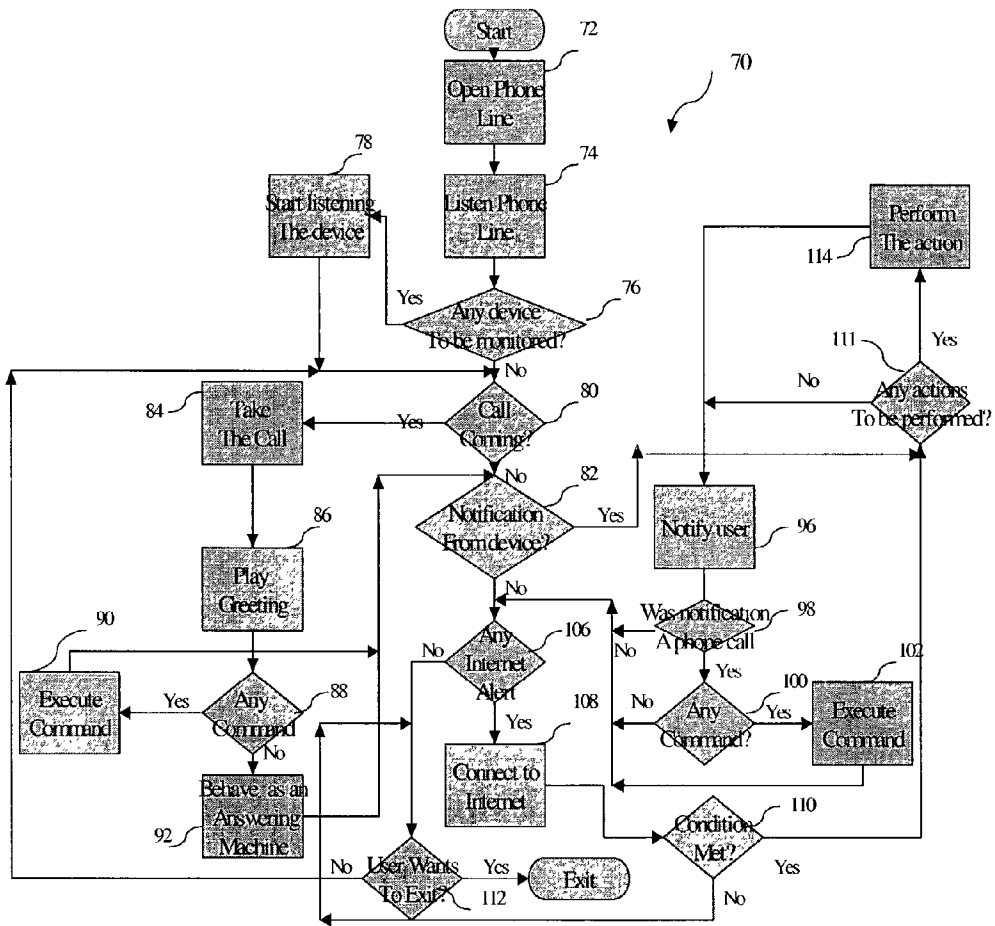 Start
72
Open Phone
Line
70
78
74
Start listening
The device
Listen Phone
Line
Perform
The action
114
Yes
76
Any device
To be monitored?
111
Yes
No
No
Any actions
To be performed?
84
Take
The Call
Yes
Call
Coming?
80
No
82
Notification
From device?
Yes
Notify user
96
86
Play
Greeting
No
Was notification
A phope call
98
90
No
Any
Internet
Alert
106
No
Yes
102
Execute
Command
Yes
Any
Command
88
No
Yes
108
No
Any
Command?
100
Yes
Execute
Command
Behave as an
Answering
Machine
92
Connect to
Internet
Condition
Met?
110
Yes
No
User Wants
To Exit?
112
Yes
Exit
No